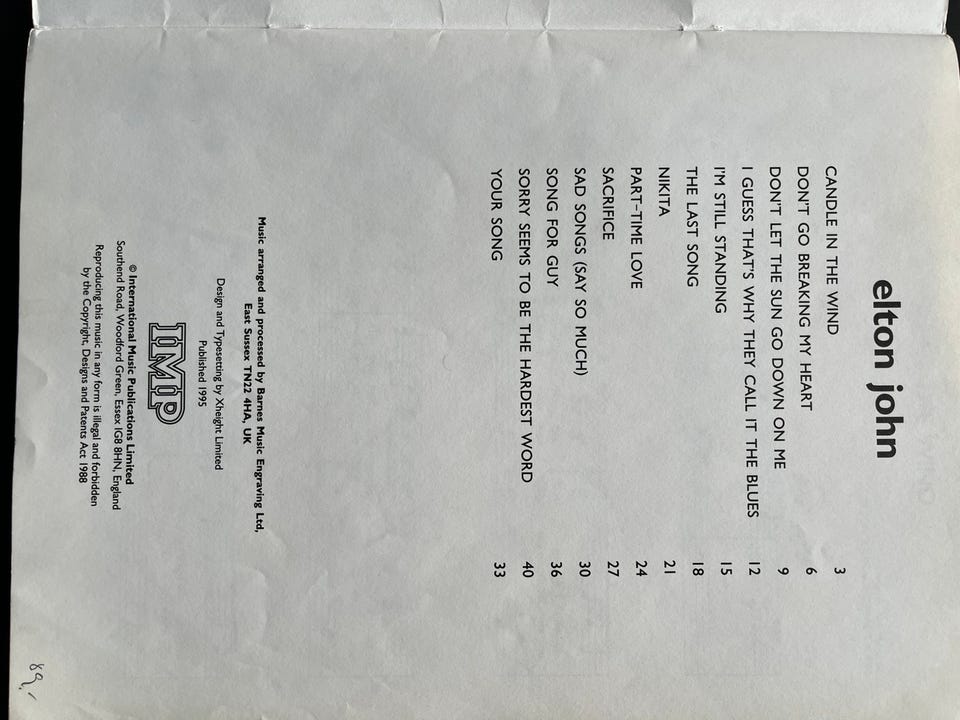 elton john
CANDLE IN THE WIND 3
DON'T GO BREAKING MY HEART 6
DON'T LET THE SUN GO DOWN ON ME 9
I GUESS THAT'S WHY THEY CALL IT THE BLUES 12
I'M STILL STANDING 15
THE LAST SONG 18
NIKITA 21
PART-TIME LOVE 24
SACRIFICE 27
SAD SONGS (SAY SO MUCH) 30
SONG FOR GUY 36
SORRY SEEMS TO BE THE HARDEST WORD 40
YOUR SONG 33
Music arranged and processed by Barnes Music Engraving Ltd,
East Sussex TN22 4HA, UK
Design and Typesetting by Xheight Limited
Published 1995
IMP
© International Music Publications Limited
Southend Road, Woodford Green, Essex IG8 8HN, England
Reproducing this music in any form is illegal and forbidden
by the Copyright, Designs and Patents Act 1988
89,-